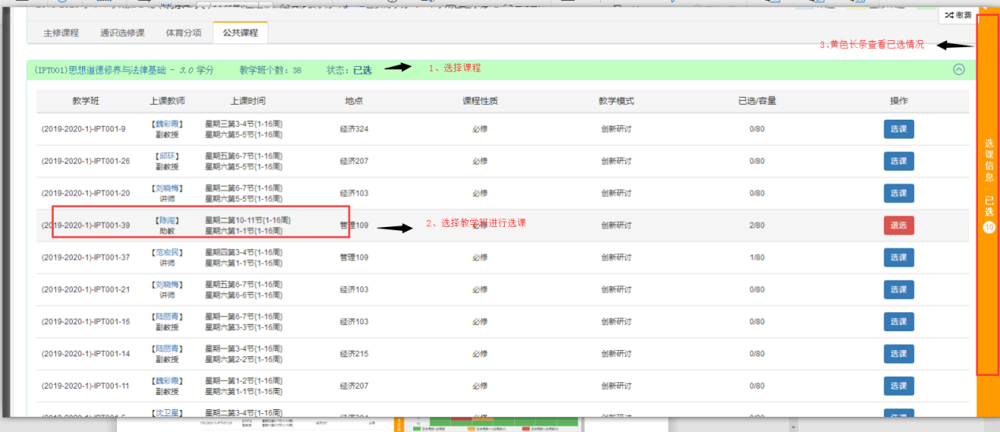 缴费
主修课程 通识选修课 体育分项 公共课程
3、黄色长条查看已选情况
(IPT001)思想道德修养与法律基础 - 3.0 学分 教学班个数：38 状态：已选
1、选择课程
教学班 上课教师 上课时间 地点 课程性质 教学模式 已选/容量 操作
(2019-2020-1)-IPT001-9 【魏彩霞】 副教授 星期三第3-4节{1-16周} 星期六第5-5节{1-16周} 经济324 必修 创新研讨 0/80 选课
(2019-2020-1)-IPT001-26 【邱环】 副教授 星期五第6-7节{1-16周} 星期六第5-5节{1-16周} 经济207 必修 创新研讨 0/80 选课
(2019-2020-1)-IPT001-20 【刘晓梅】 讲师 星期二第6-7节{1-16周} 星期六第5-5节{1-16周} 经济103 必修 创新研讨 0/80 选课
(2019-2020-1)-IPT001-39 助教 星期二第10-11节{1-16周} 星期六第1-1节{1-16周} 管理109 必修 创新研讨 2/80 退选
2、选择教学班进行选课
(2019-2020-1)-IPT001-37 【范宏民】 讲师 星期四第3-4节{1-16周} 星期六第1-1节{1-16周} 管理109 必修 创新研讨 1/80 选课
(2019-2020-1)-IPT001-21 【刘晓梅】 讲师 星期五第6-7节{1-16周} 星期六第6-6节{1-16周} 经济103 必修 创新研讨 0/80 选课
(2019-2020-1)-IPT001-16 【陆丽青】 副教授 星期一第6-7节{1-16周} 星期六第3-3节{1-16周} 经济103 必修 创新研讨 0/80 选课
(2019-2020-1)-IPT001-14 【陆丽青】 副教授 星期一第3-4节{1-16周} 星期六第2-2节{1-16周} 经济215 必修 创新研讨 0/80 选课
(2019-2020-1)-IPT001-11 【魏彩霞】 副教授 星期一第1-2节{1-16周} 星期六第1-1节{1-16周} 经济207 必修 创新研讨 0/80 选课
【沈卫星】 星期二第3-4节{1-16周}
选课信息 已选 10